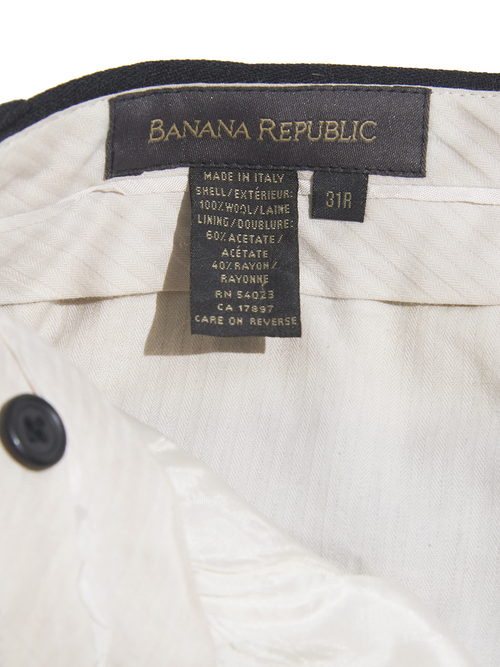 BANANA REPUBLIC
MADE IN ITALY
SHELL/EXTÉRIEUR:
100% WOOL/LAINE
LINING/DOUBLURE:
60% ACETATE/
ACÉTATE
40% RAYON/
RAYONNE
RN 54023
CA 17897
CARE ON REVERSE
31R